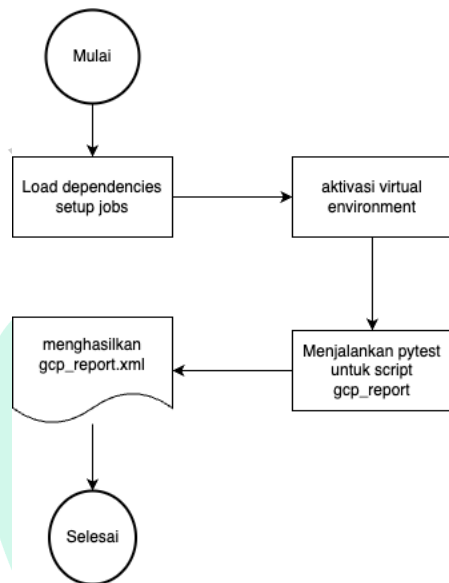 Mulai
Load dependencies
setup jobs
aktivasi virtual
environment
Menjalankan pytest
untuk script
gcp_report
menghasilkan
gcp_report.xml
Selesai